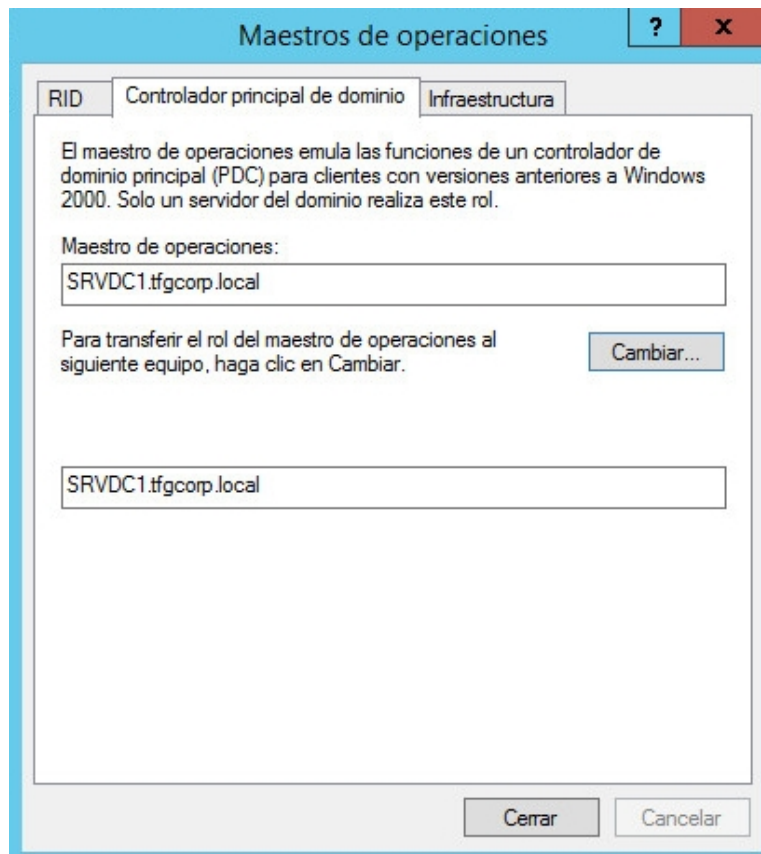 Maestros de operaciones
?
x
RID
Controlador principal de dominio
Infraestructura
El maestro de operaciones emula las funciones de un controlador de
dominio principal (PDC) para clientes con versiones anteriores a Windows
2000. Solo un servidor del dominio realiza este rol.
Maestro de operaciones:
SRVDC1.tfgcorp.local
Para transferir el rol del maestro de operaciones al
siguiente equipo, haga clic en Cambiar.
Cambiar...
SRVDC1.tfgcorp.local
Cerrar
Cancelar